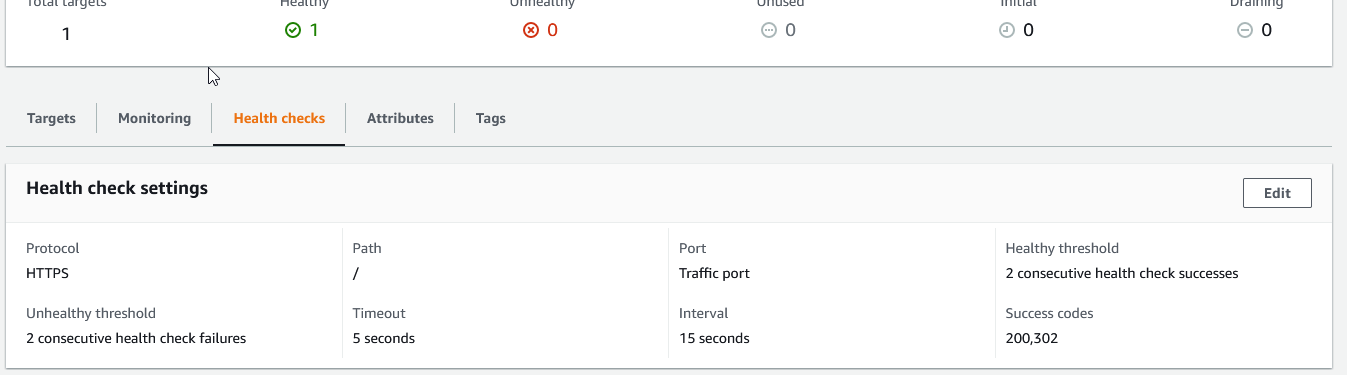 Total targets Healthy Unhealthy Unused Initial Draining
1 1 0 0 0 0
Targets Monitoring Health checks Attributes Tags
Health check settings
Edit
Protocol Path Port Healthy threshold
HTTPS / Traffic port 2 consecutive health check successes
Unhealthy threshold Timeout Interval Success codes
2 consecutive health check failures 5 seconds 15 seconds 200,302